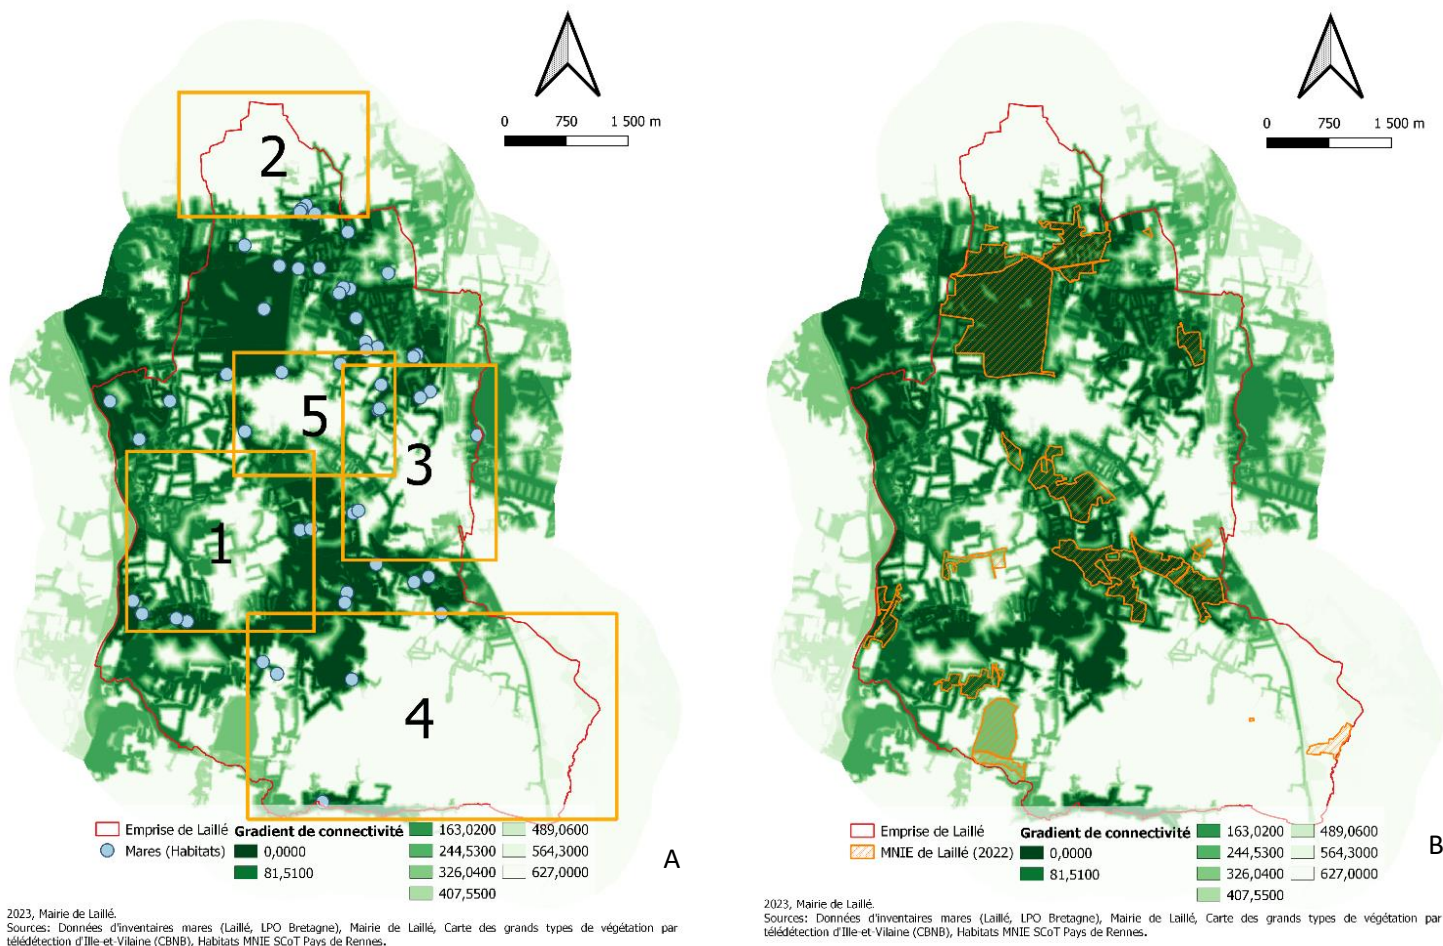 0 750 1 500 m
2
5
3
1
4
Emprise de Laillé
Mares (Habitats)
Gradient de connectivité
0,0000
81,5100
163,0200
244,5300
326,0400
407,5500
489,0600
564,3000
627,0000
A
2023, Mairie de Laillé.
Sources: Données d'inventaires mares (Laillé, LPO Bretagne), Mairie de Laillé, Carte des grands types de végétation par
télédétection d'Ille-et-Vilaine (CBNB), Habitats MNIE SCoT Pays de Rennes.
0 750 1 500 m
Emprise de Laillé
MNIE de Laillé (2022)
Gradient de connectivité
0,0000
81,5100
163,0200
244,5300
326,0400
407,5500
489,0600
564,3000
627,0000
B
2023, Mairie de Laillé.
Sources: Données d'inventaires mares (Laillé, LPO Bretagne), Mairie de Laillé, Carte des grands types de végétation par
télédétection d'Ille-et-Vilaine (CBNB), Habitats MNIE SCoT Pays de Rennes.